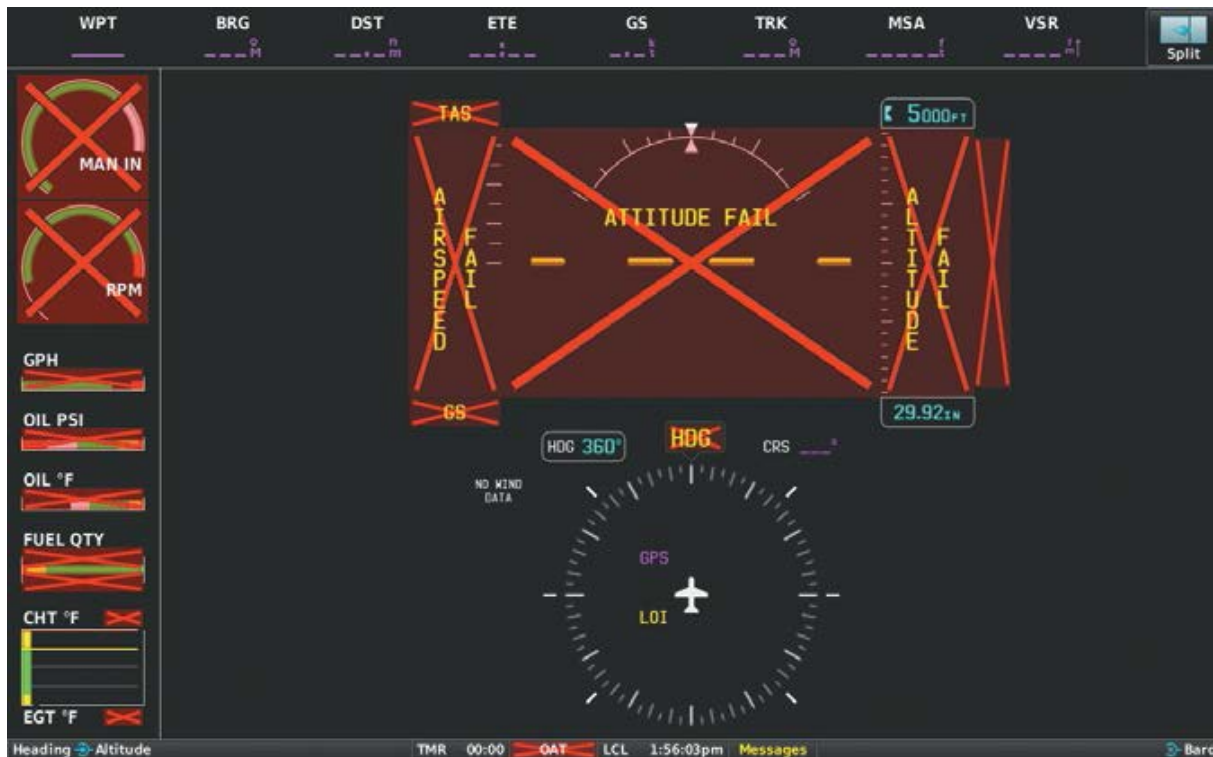 WPT BRG DST ETE GS TRK MSA VSR
Split
MAN IN
RPM
GPH
OIL PSI
OIL °F
FUEL QTY
CHT °F
EGT °F
TAS
AIRSPEED FAIL
GS
ATTITUDE FAIL
5000FT
ALTITUDE FAIL
29.92IN
HDG 360°
HDG
CRS ___°
NO WIND
DATA
GPS
LOI
Heading Altitude TMR 00:00 OAT LCL 1:56:03pm Messages Baro